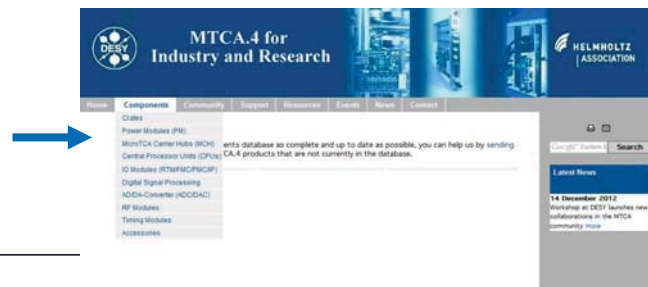 DESY
MTCA.4 for
Industry and Research
HELMHOLTZ
ASSOCIATION
Home Components Community Support Resources Events News Contact
Crates
Power Modules (PM)
MicroTCA Carrier Hubs (MCH)
ents database as complete and up to date as possible, you can help us by sending
Central Processor Units (CPUs)
CA.4 products that are not currently in the database.
IO Modules (RTM/FMC/PMC/IP)
Digital Signal Processing
AD/DA-Converter (ADC/DAC)
RF Modules
Timing Modules
Accessories
Search
Latest News
14 December 2012
Workshop at DESY launches new
collaborations in the MTCA
community more